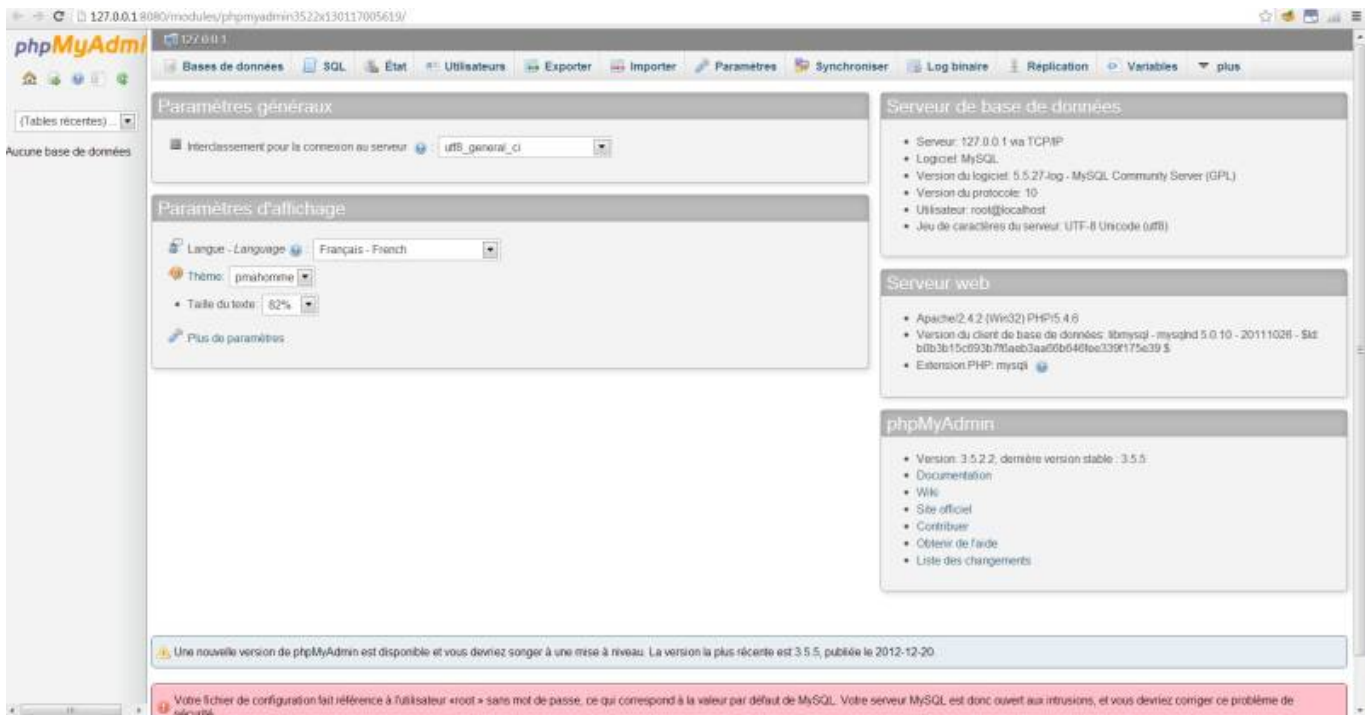 127.0.0.1:8080/modules/phpmyadmin3522x130117005619/
phpMyAdmi
127.0.0.1
Bases de données SQL État Utilisateurs Exporter Importer Paramètres Synchroniser Log binaire Réplication Variables plus
(Tables récentes) ...
Aucune base de données
Paramètres généraux
Interclassement pour la connexion au serveur : utf8_general_ci
Paramètres d'affichage
Langue - Language : Français - French
Thème: pmahomme
Taille du texte: 82%
Plus de paramètres
Serveur de base de données
Serveur: 127.0.0.1 via TCP/IP
Logiciel: MySQL
Version du logiciel: 5.5.27-log - MySQL Community Server (GPL)
Version du protocole: 10
Utilisateur: root@localhost
Jeu de caractères du serveur: UTF-8 Unicode (utf8)
Serveur web
Apache/2.4.2 (Win32) PHP/5.4.6
Version du client de base de données: libmysql - mysqlnd 5.0.10 - 20111026 - $Id:
Extension PHP: mysqli
phpMyAdmin
Version: 3.5.2.2, dernière version stable : 3.5.5
Documentation
Wiki
Site officiel
Contribuer
Obtenir de l'aide
Liste des changements
Une nouvelle version de phpMyAdmin est disponible et vous devriez songer à une mise à niveau. La version la plus récente est 3.5.5, publiée le 2012-12-20.
Votre fichier de configuration fait référence à l'utilisateur «root » sans mot de passe, ce qui correspond à la valeur par défaut de MySQL. Votre serveur MySQL est donc ouvert aux intrusions, et vous devriez corriger ce problème de
sécurité.